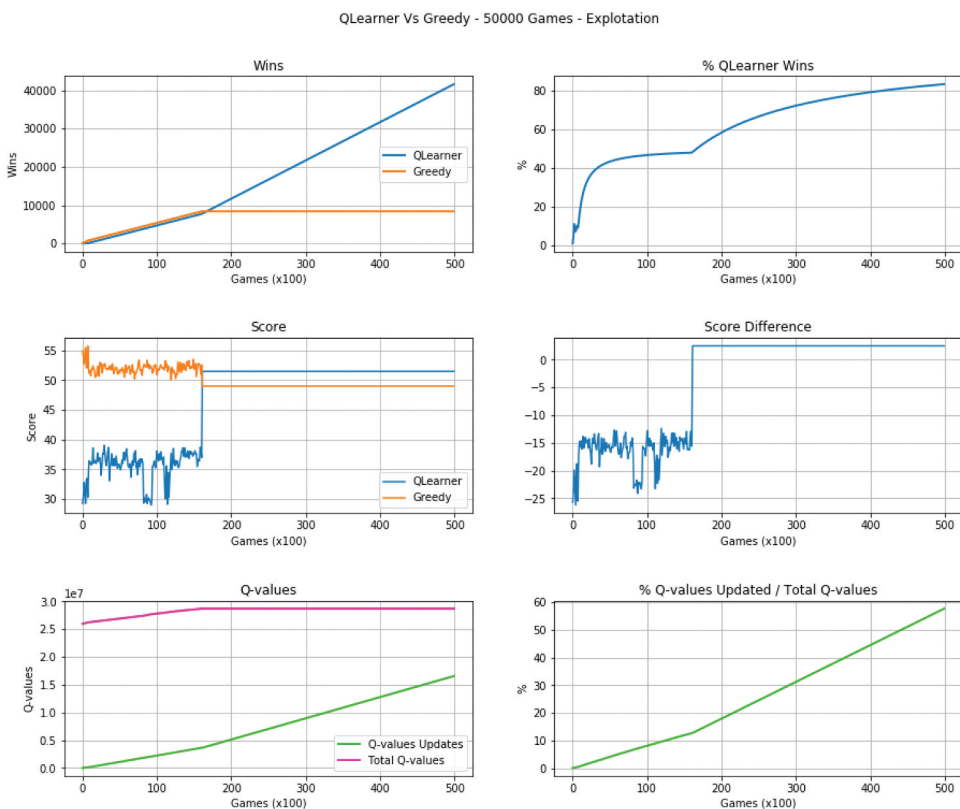 QLearner Vs Greedy - 50000 Games - Explotation
Wins
% QLearner Wins
40000
30000
20000
10000
0
Wins
QLearner
Greedy
0 100 200 300 400 500
Games (x100)
80
60
40
20
0
%
0 100 200 300 400 500
Games (x100)
Score
Score Difference
55
50
45
40
35
30
Score
QLearner
Greedy
0 100 200 300 400 500
Games (x100)
0
−5
−10
−15
−20
−25
0 100 200 300 400 500
Games (x100)
Q-values
% Q-values Updated / Total Q-values
1e7
3.0
2.5
2.0
1.5
1.0
0.5
0.0
Q-values
Q-values Updates
Total Q-values
0 100 200 300 400 500
Games (x100)
60
50
40
30
20
10
0
%
0 100 200 300 400 500
Games (x100)